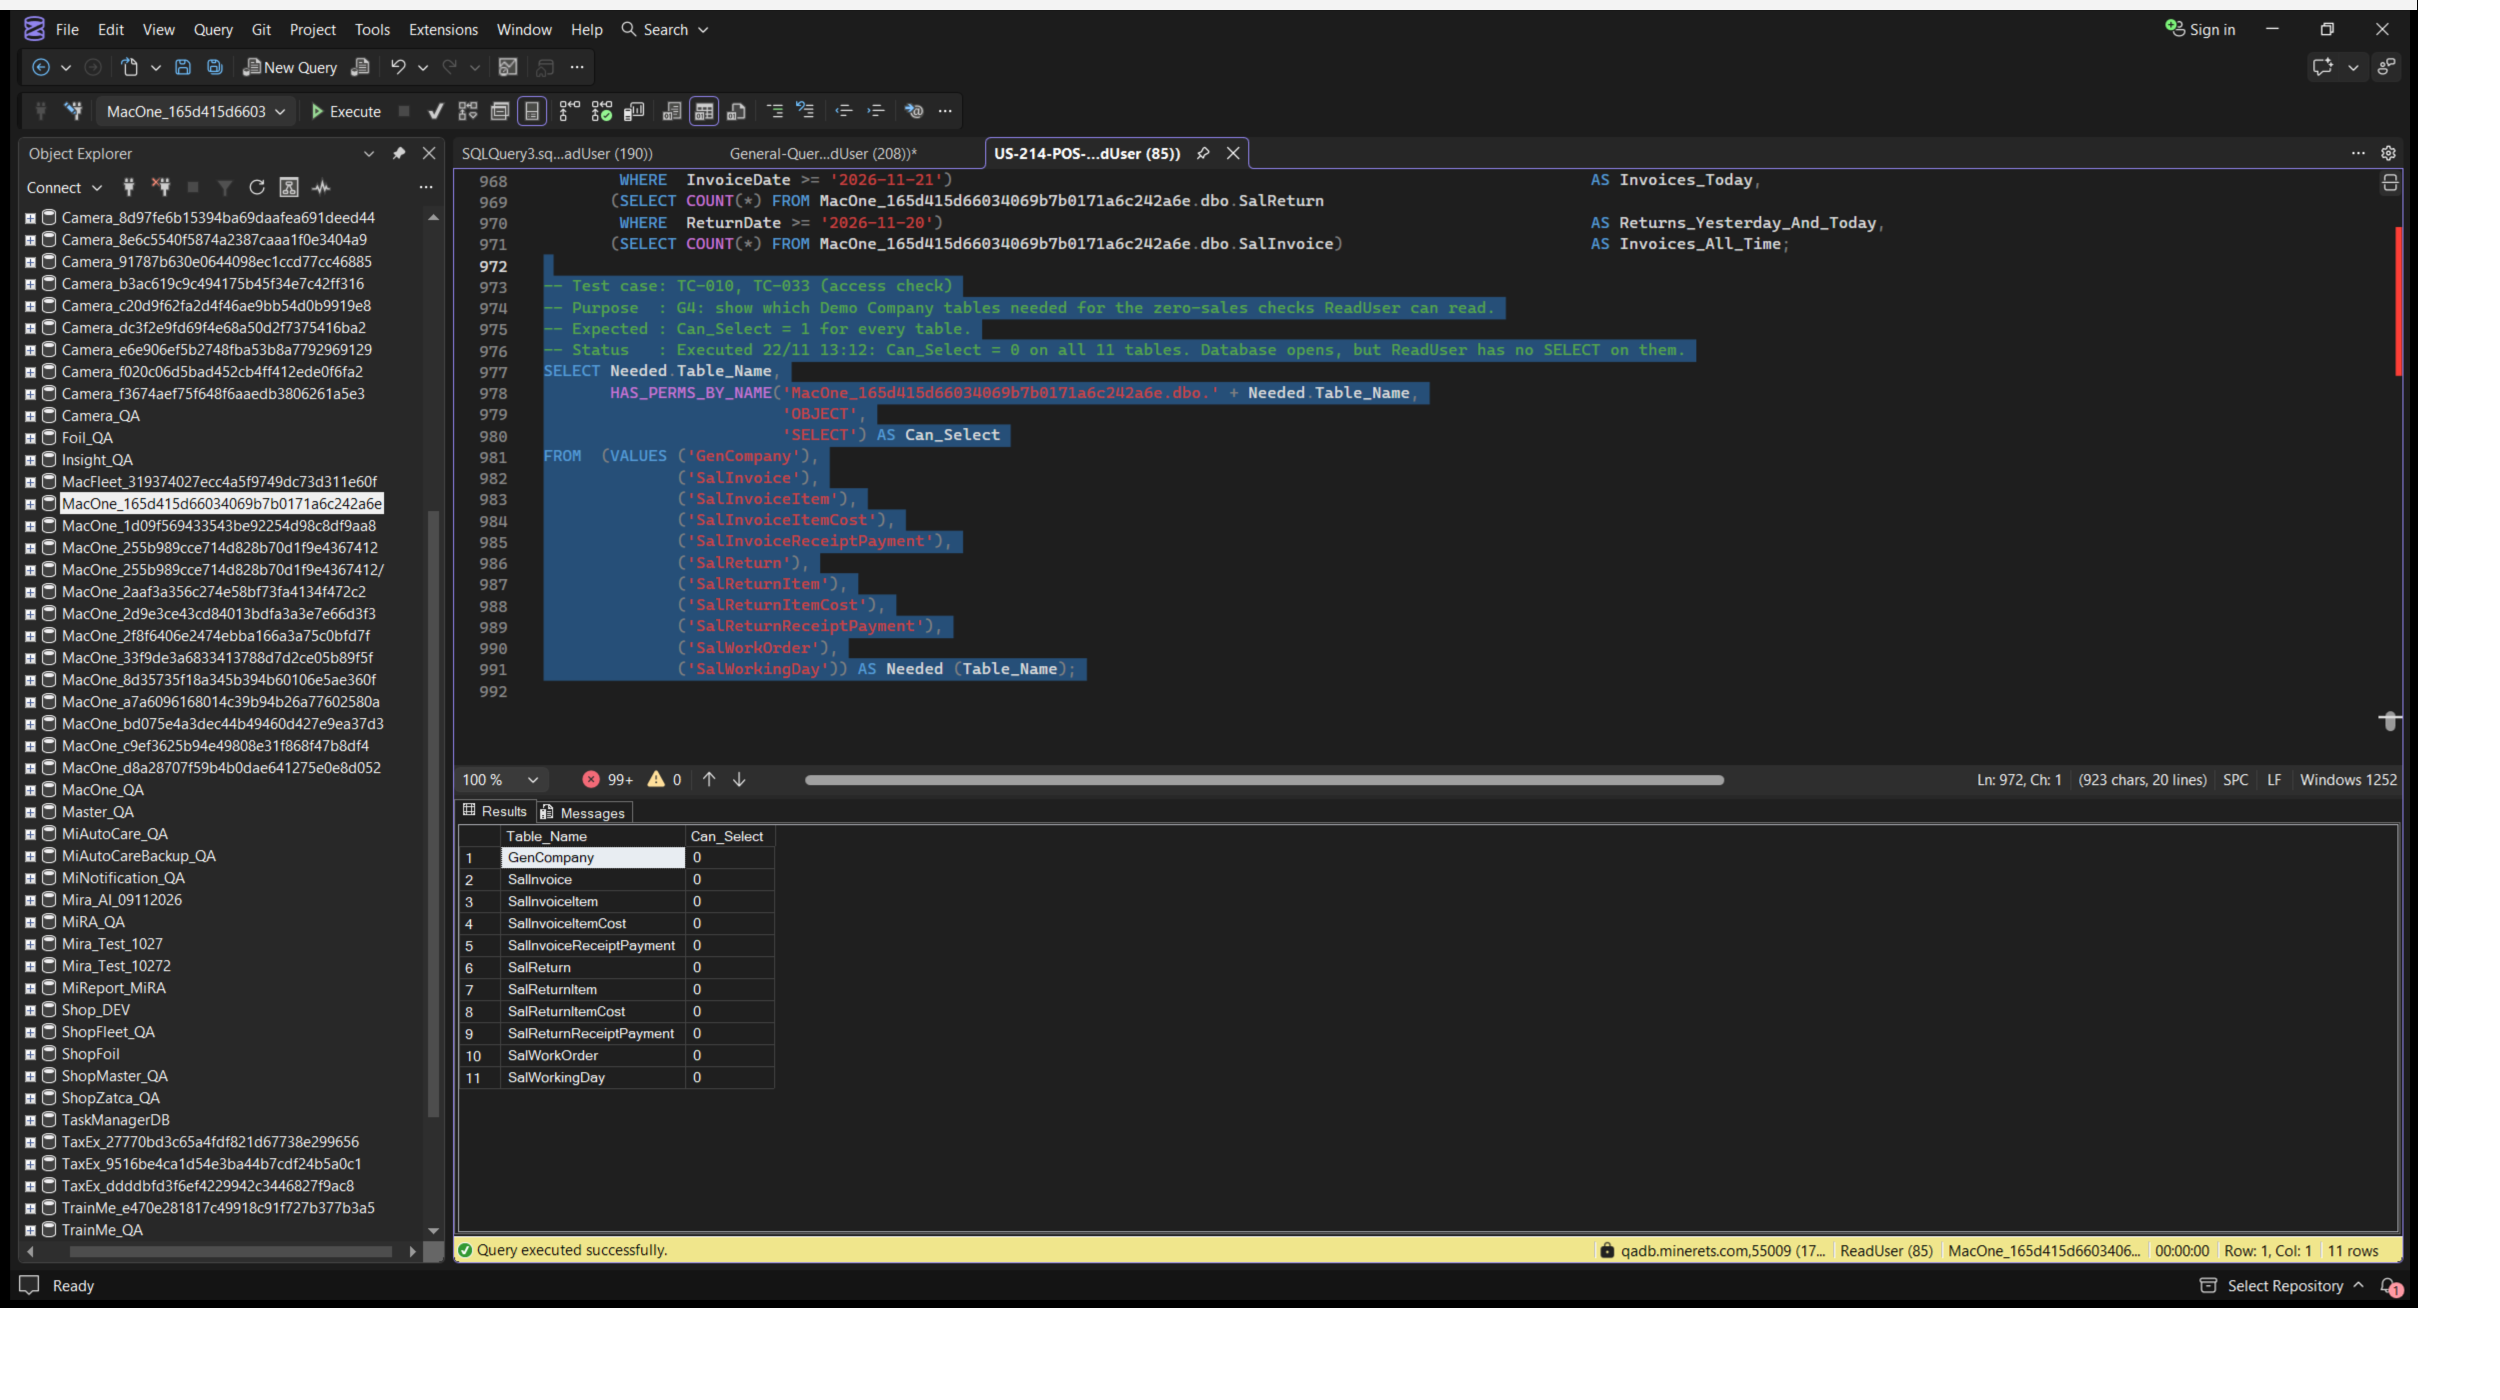 File Edit View Query Git Project Tools Extensions Window Help Search Sign in
New Query
MacOne_165d415d6603 Execute
Object Explorer
Connect
Camera_8d97fe6b15394ba69daafea691deed44
Camera_8e6c5540f5874a2387caaa1f0e3404a9
Camera_91787b630e0644098ec1ccd77cc46885
Camera_b3ac619c9c494175b45f34e7c42ff316
Camera_c20d9f62fa2d4f46ae9bb54d0b9919e8
Camera_dc3f2e9fd69f4e68a50d2f7375416ba2
Camera_e6e906ef5b2748fba53b8a7792969129
Camera_f020c06d5bad452cb4ff412ede0f6fa2
Camera_f3674aef75f648f6aaedb3806261a5e3
Camera_QA
Foil_QA
Insight_QA
MacFleet_319374027ecc4a5f9749dc73d311e60f
MacOne_165d415d66034069b7b0171a6c242a6e
MacOne_1d09f569433543be92254d98c8df9aa8
MacOne_255b989cce714d828b70d1f9e4367412
MacOne_255b989cce714d828b70d1f9e4367412/
MacOne_2aaf3a356c274e58bf73fa4134f472c2
MacOne_2d9e3ce43cd84013bdfa3a3e7e66d3f3
MacOne_2f8f6406e2474ebba166a3a75c0bfd7f
MacOne_33f9de3a6833413788d7d2ce05b89f5f
MacOne_8d35735f18a345b394b60106e5ae360f
MacOne_a7a6096168014c39b94b26a77602580a
MacOne_bd075e4a3dec44b49460d427e9ea37d3
MacOne_c9ef3625b94e49808e31f868f47b8df4
MacOne_d8a28707f59b4b0dae641275e0e8d052
MacOne_QA
Master_QA
MiAutoCare_QA
MiAutoCareBackup_QA
MiNotification_QA
Mira_AI_09112026
MiRA_QA
Mira_Test_1027
Mira_Test_10272
MiReport_MiRA
Shop_DEV
ShopFleet_QA
ShopFoil
ShopMaster_QA
ShopZatca_QA
TaskManagerDB
TaxEx_27770bd3c65a4fdf821d67738e299656
TaxEx_9516be4ca1d54e3ba44b7cdf24b5a0c1
TaxEx_ddddbfd3f6ef4229942c3446827f9ac8
TrainMe_e470e281817c49918c91f727b377b3a5
TrainMe_QA
SQLQuery3.sq...adUser (190)) General-Quer...dUser (208))* US-214-POS-...dUser (85))
968 WHERE InvoiceDate >= '2026-11-21') AS Invoices_Today,
969 (SELECT COUNT(*) FROM MacOne_165d415d66034069b7b0171a6c242a6e.dbo.SalReturn
970 WHERE ReturnDate >= '2026-11-20') AS Returns_Yesterday_And_Today,
971 (SELECT COUNT(*) FROM MacOne_165d415d66034069b7b0171a6c242a6e.dbo.SalInvoice) AS Invoices_All_Time;
972
973 -- Test case: TC-010, TC-033 (access check)
974 -- Purpose : G4: show which Demo Company tables needed for the zero-sales checks ReadUser can read.
975 -- Expected : Can_Select = 1 for every table.
976 -- Status : Executed 22/11 13:12: Can_Select = 0 on all 11 tables. Database opens, but ReadUser has no SELECT on them.
977 SELECT Needed.Table_Name,
978 HAS_PERMS_BY_NAME('MacOne_165d415d66034069b7b0171a6c242a6e.dbo.' + Needed.Table_Name,
979 'OBJECT',
980 'SELECT') AS Can_Select
981 FROM (VALUES ('GenCompany'),
982 ('SalInvoice'),
983 ('SalInvoiceItem'),
984 ('SalInvoiceItemCost'),
985 ('SalInvoiceReceiptPayment'),
986 ('SalReturn'),
987 ('SalReturnItem'),
988 ('SalReturnItemCost'),
989 ('SalReturnReceiptPayment'),
990 ('SalWorkOrder'),
991 ('SalWorkingDay')) AS Needed (Table_Name);
992
100 % 99+ 0 Ln: 972, Ch: 1 (923 chars, 20 lines) SPC LF Windows 1252
Results Messages
Table_Name Can_Select
1 GenCompany 0
2 SalInvoice 0
3 SalInvoiceItem 0
4 SalInvoiceItemCost 0
5 SalInvoiceReceiptPayment 0
6 SalReturn 0
7 SalReturnItem 0
8 SalReturnItemCost 0
9 SalReturnReceiptPayment 0
10 SalWorkOrder 0
11 SalWorkingDay 0
Query executed successfully. qadb.minerets.com,55009 (17... ReadUser (85) MacOne_165d415d6603406... 00:00:00 Row: 1, Col: 1 11 rows
Ready Select Repository 1